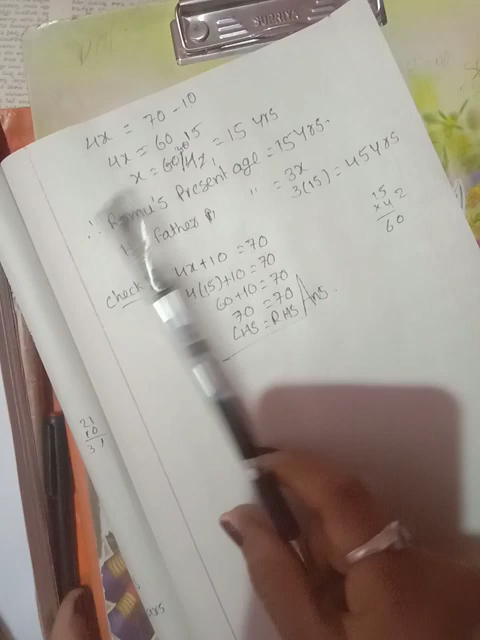 SUPRIYA
4x = 70 - 10
4x = 60
x = 60/4 = 15 yrs
∴ Ramu's Present age = 15 yrs.
Father " = 3x
3(15) = 45 yrs
15
x 4
60
check
4x + 10 = 70
4(15) + 10 = 70
60 + 10 = 70
70 = 70
LHS = RHS Ans.
21